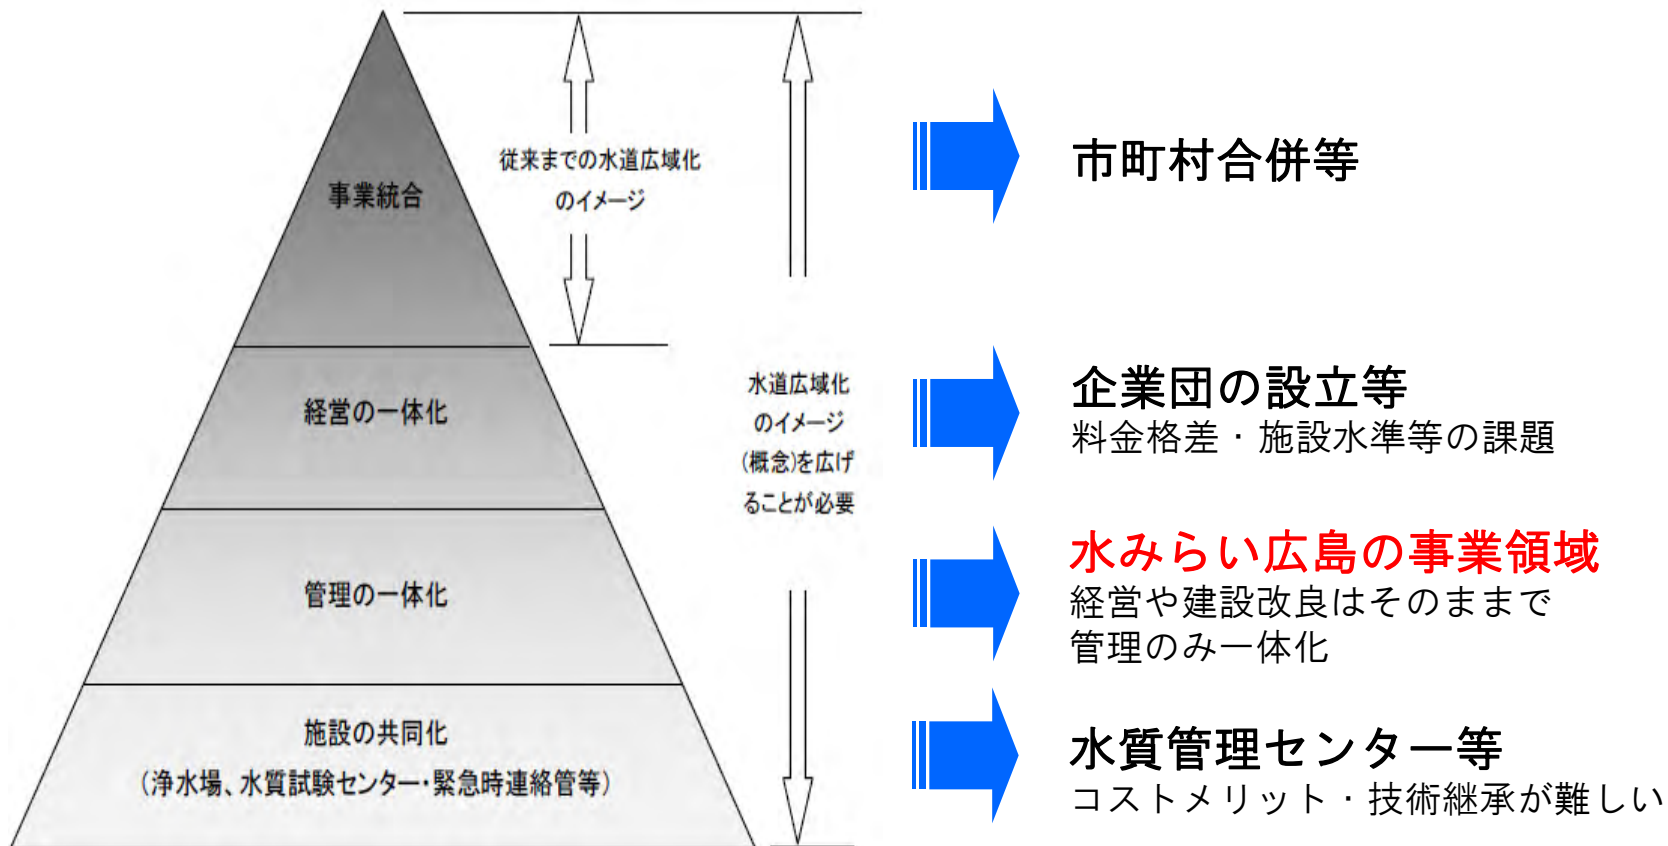 事業統合
従来までの水道広域化
のイメージ
市町村合併等
経営の一体化
水道広域化
のイメージ
(概念)を広げ
ることが必要
企業団の設立等
料金格差・施設水準等の課題
管理の一体化
水みらい広島の事業領域
経営や建設改良はそのままで
管理のみ一体化
施設の共同化
（浄水場、水質試験センター・緊急時連絡管等）
水質管理センター等
コストメリット・技術継承が難しい